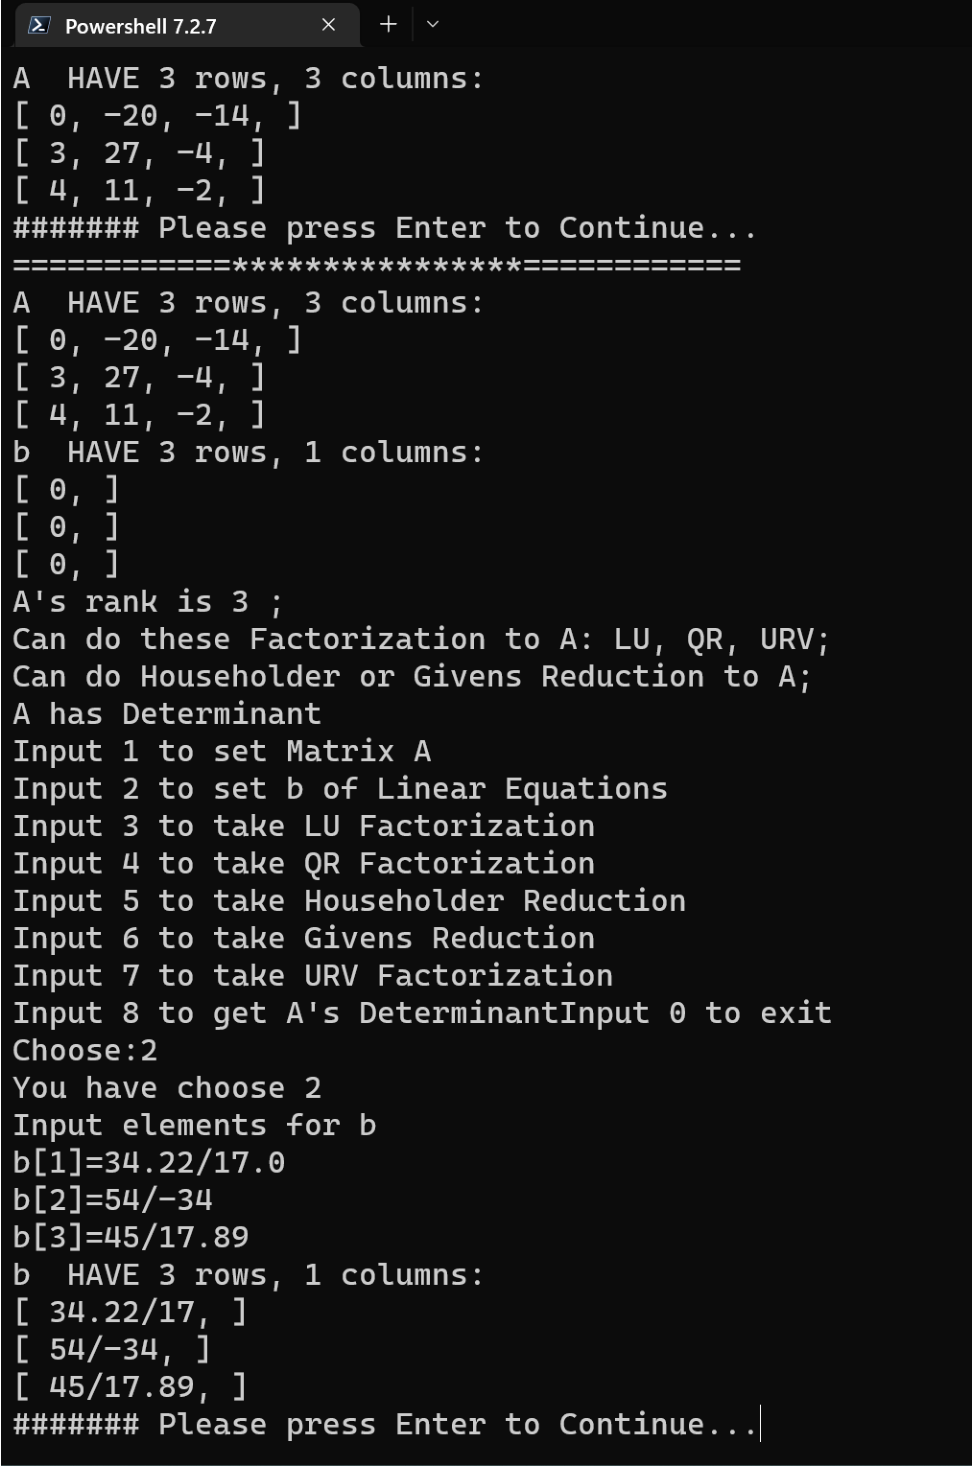 Powershell 7.2.7
A  HAVE 3 rows, 3 columns:
[ 0, -20, -14, ]
[ 3, 27, -4, ]
[ 4, 11, -2, ]
####### Please press Enter to Continue...
============****************============
A  HAVE 3 rows, 3 columns:
[ 0, -20, -14, ]
[ 3, 27, -4, ]
[ 4, 11, -2, ]
b  HAVE 3 rows, 1 columns:
[ 0, ]
[ 0, ]
[ 0, ]
A's rank is 3 ;
Can do these Factorization to A: LU, QR, URV;
Can do Householder or Givens Reduction to A;
A has Determinant
Input 1 to set Matrix A
Input 2 to set b of Linear Equations
Input 3 to take LU Factorization
Input 4 to take QR Factorization
Input 5 to take Householder Reduction
Input 6 to take Givens Reduction
Input 7 to take URV Factorization
Input 8 to get A's DeterminantInput 0 to exit
Choose:2
You have choose 2
Input elements for b
b[1]=34.22/17.0
b[2]=54/-34
b[3]=45/17.89
b  HAVE 3 rows, 1 columns:
[ 34.22/17, ]
[ 54/-34, ]
[ 45/17.89, ]
####### Please press Enter to Continue...